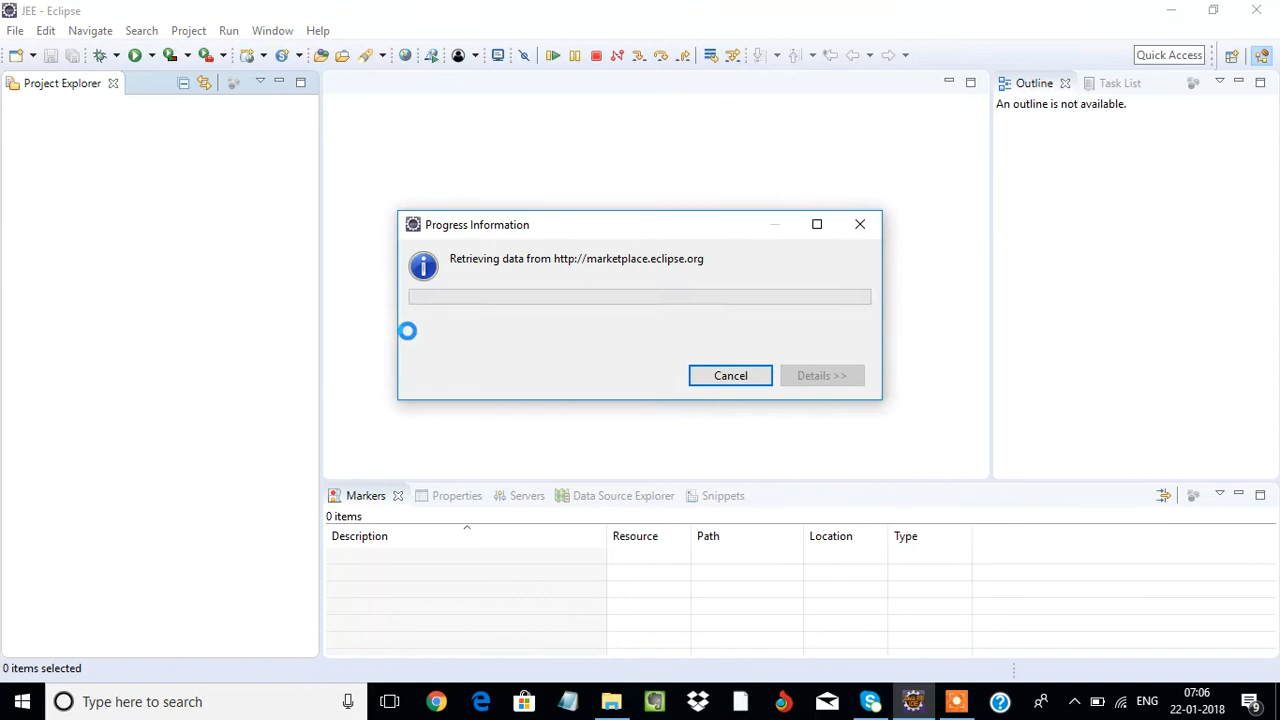 JEE - Eclipse
File Edit Navigate Search Project Run Window Help
Quick Access
Project Explorer
Outline Task List
An outline is not available.
Progress Information
Retrieving data from http://marketplace.eclipse.org
Cancel Details >>
Markers Properties Servers Data Source Explorer Snippets
0 items
Description Resource Path Location Type
0 items selected
Type here to search
ENG
07:06
22-01-2018